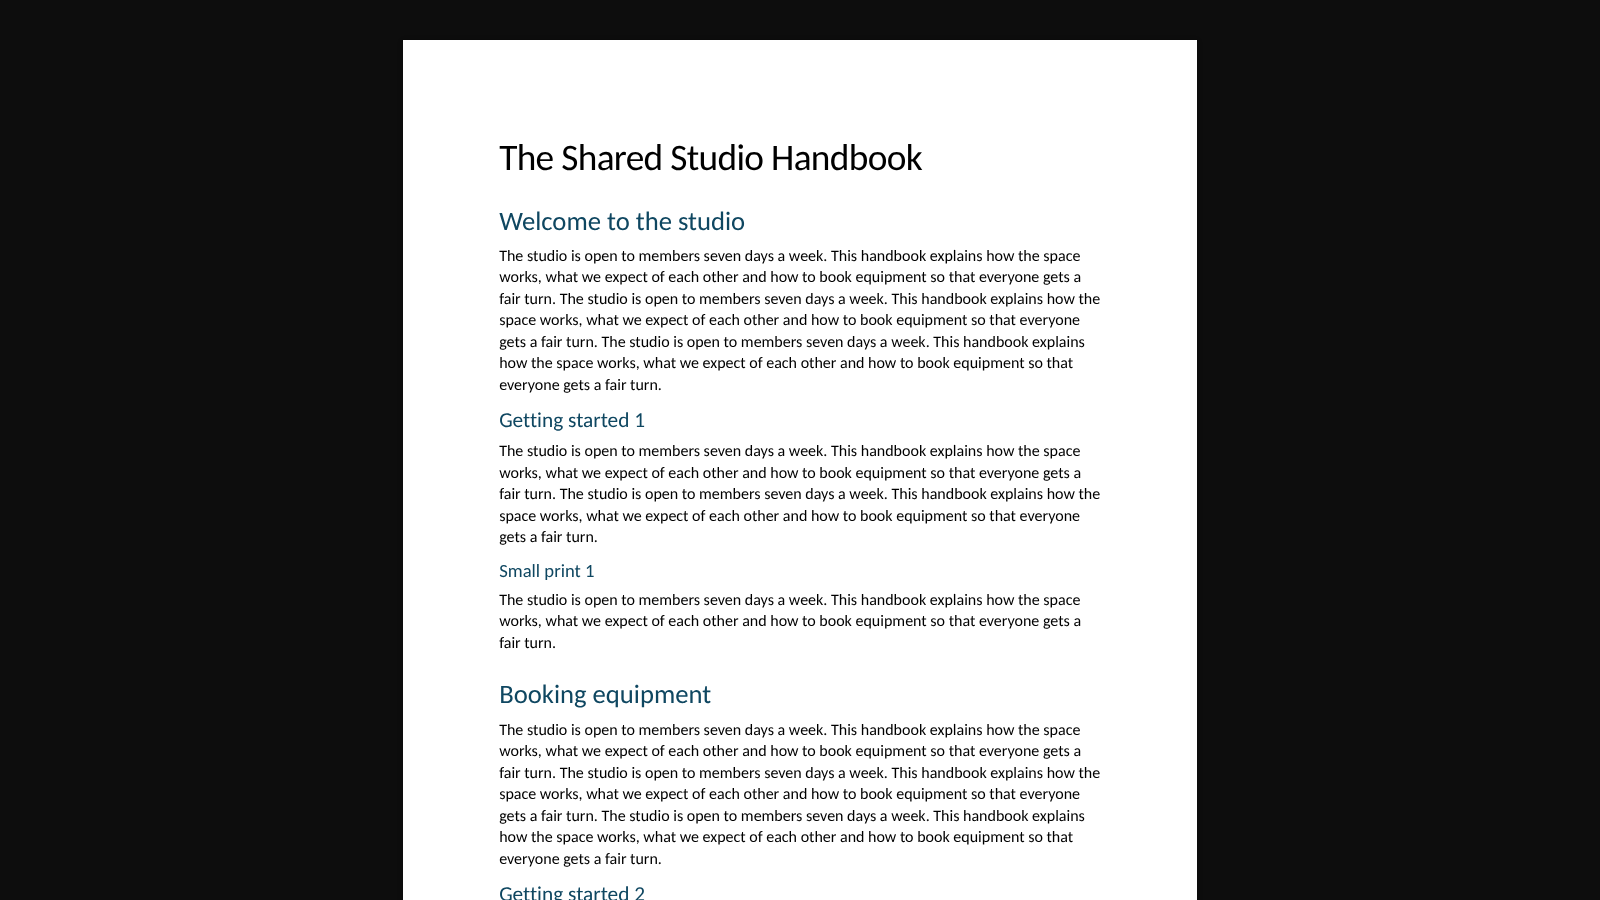 The Shared Studio Handbook
Welcome to the studio
The studio is open to members seven days a week. This handbook explains how the space
works, what we expect of each other and how to book equipment so that everyone gets a
fair turn. The studio is open to members seven days a week. This handbook explains how the
space works, what we expect of each other and how to book equipment so that everyone
gets a fair turn. The studio is open to members seven days a week. This handbook explains
how the space works, what we expect of each other and how to book equipment so that
everyone gets a fair turn.
Getting started 1
The studio is open to members seven days a week. This handbook explains how the space
works, what we expect of each other and how to book equipment so that everyone gets a
fair turn. The studio is open to members seven days a week. This handbook explains how the
space works, what we expect of each other and how to book equipment so that everyone
gets a fair turn.
Small print 1
The studio is open to members seven days a week. This handbook explains how the space
works, what we expect of each other and how to book equipment so that everyone gets a
fair turn.
Booking equipment
The studio is open to members seven days a week. This handbook explains how the space
works, what we expect of each other and how to book equipment so that everyone gets a
fair turn. The studio is open to members seven days a week. This handbook explains how the
space works, what we expect of each other and how to book equipment so that everyone
gets a fair turn. The studio is open to members seven days a week. This handbook explains
how the space works, what we expect of each other and how to book equipment so that
everyone gets a fair turn.
Getting started 2